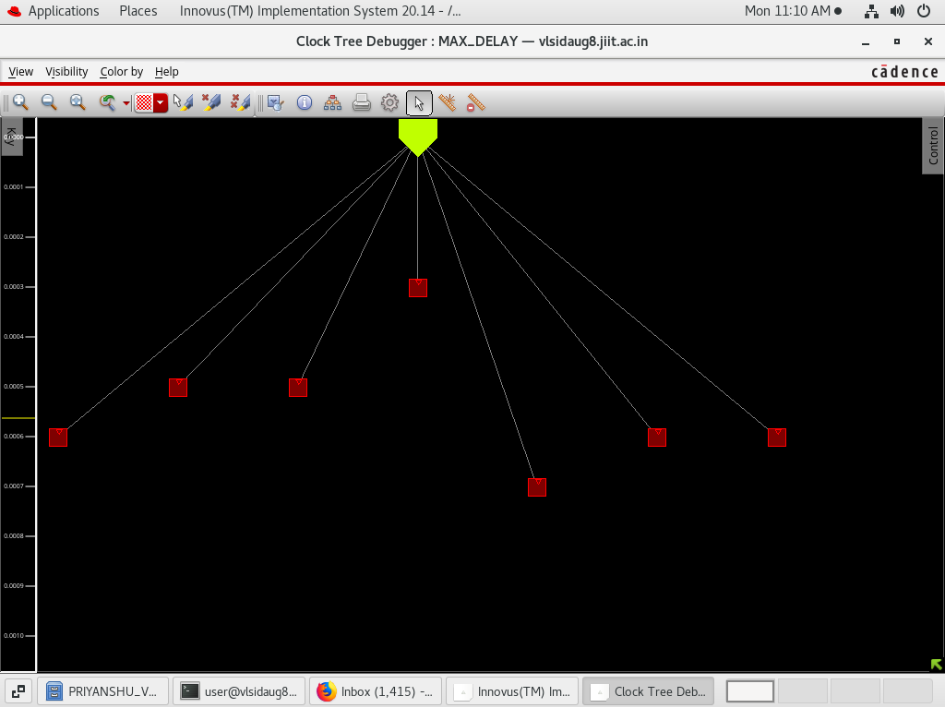 Applications Places Innovus(TM) Implementation System 20.14 - /... Mon 11:10 AM
Clock Tree Debugger : MAX_DELAY — vlsidaug8.jiit.ac.in
View Visibility Color by Help cādence
Key
Control
0.0001
0.0002
0.0003
0.0004
0.0005
0.0006
0.0007
0.0008
0.0009
0.0010
PRIYANSHU_V... user@vlsidaug8... Inbox (1,415) -... Innovus(TM) Im... Clock Tree Deb...